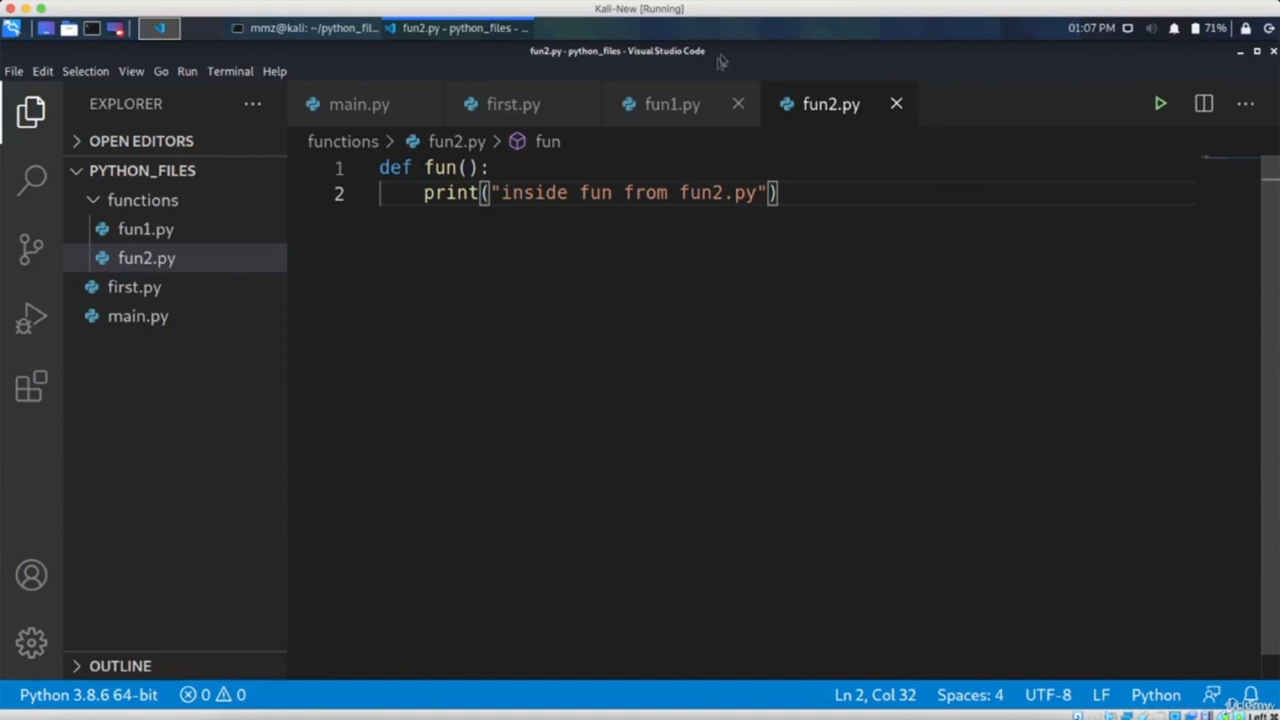 Kali-New [Running]
mmz@kali: ~/python_fil...
fun2.py - python_files - ...
01:07 PM
71%
fun2.py - python_files - Visual Studio Code
File Edit Selection View Go Run Terminal Help
EXPLORER
main.py
first.py
fun1.py
fun2.py
OPEN EDITORS
functions > fun2.py > fun
PYTHON_FILES
functions
fun1.py
fun2.py
first.py
main.py
1 def fun():
2 print("inside fun from fun2.py")
OUTLINE
Python 3.8.6 64-bit
0
0
Ln 2, Col 32
Spaces: 4
UTF-8
LF
Python
Udemy
Left ⌘